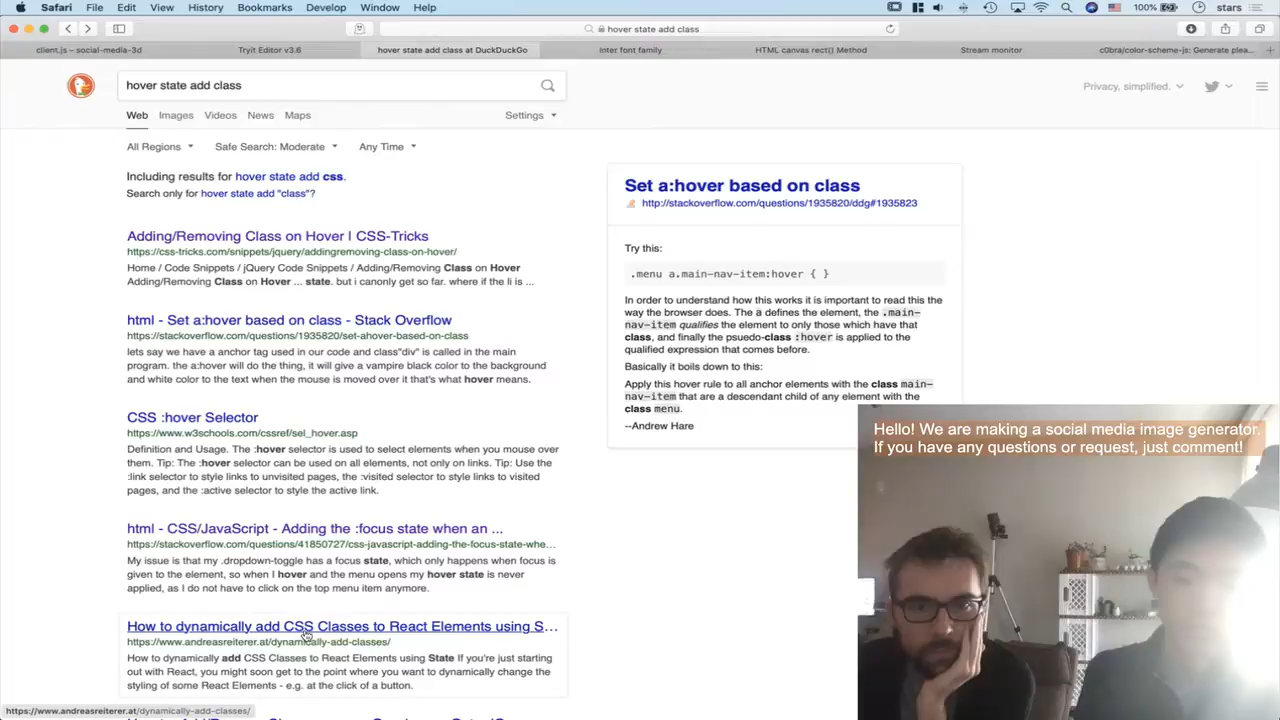 Safari File Edit View History Bookmarks Develop Window Help 100% stars
hover state add class
client.js – social-media-3d Tryit Editor v3.6 hover state add class at DuckDuckGo Inter font family HTML canvas rect() Method Stream monitor c0bra/color-scheme-js: Generate plea...
hover state add class
Privacy, simplified.
Web Images Videos News Maps Settings
All Regions Safe Search: Moderate Any Time
Including results for hover state add css.
Search only for hover state add "class"?
Adding/Removing Class on Hover | CSS-Tricks
https://css-tricks.com/snippets/jquery/addingremoving-class-on-hover/
Home / Code Snippets / jQuery Code Snippets / Adding/Removing Class on Hover
Adding/Removing Class on Hover ... state. but i canonly get so far. where if the li is ...
html - Set a:hover based on class - Stack Overflow
https://stackoverflow.com/questions/1935820/set-ahover-based-on-class
lets say we have a anchor tag used in our code and class"div" is called in the main
program. the a:hover will do the thing, it will give a vampire black color to the background
and white color to the text when the mouse is moved over it that's what hover means.
CSS :hover Selector
https://www.w3schools.com/cssref/sel_hover.asp
Definition and Usage. The :hover selector is used to select elements when you mouse over
them. Tip: The :hover selector can be used on all elements, not only on links. Tip: Use the
:link selector to style links to unvisited pages, the :visited selector to style links to visited
pages, and the :active selector to style the active link.
html - CSS/JavaScript - Adding the :focus state when an ...
https://stackoverflow.com/questions/41850727/css-javascript-adding-the-focus-state-whe...
My issue is that my .dropdown-toggle has a focus state, which only happens when focus is
given to the element, so when I hover and the menu opens my hover state is never
applied, as I do not have to click on the top menu item anymore.
How to dynamically add CSS Classes to React Elements using S...
https://www.andreasreiterer.at/dynamically-add-classes/
How to dynamically add CSS Classes to React Elements using State If you're just starting
out with React, you might soon get to the point where you want to dynamically change the
styling of some React Elements - e.g. at the click of a button.
https://www.andreasreiterer.at/dynamically-add-classes/
Set a:hover based on class
http://stackoverflow.com/questions/1935820/ddg#1935823
Try this:
.menu a.main-nav-item:hover { }
In order to understand how this works it is important to read this the
way the browser does. The a defines the element, the .main-
nav-item qualifies the element to only those which have that
class, and finally the psuedo-class :hover is applied to the
qualified expression that comes before.
Basically it boils down to this:
Apply this hover rule to all anchor elements with the class main-
nav-item that are a descendant child of any element with the
class menu.
--Andrew Hare
Hello! We are making a social media image generator.
If you have any questions or request, just comment!